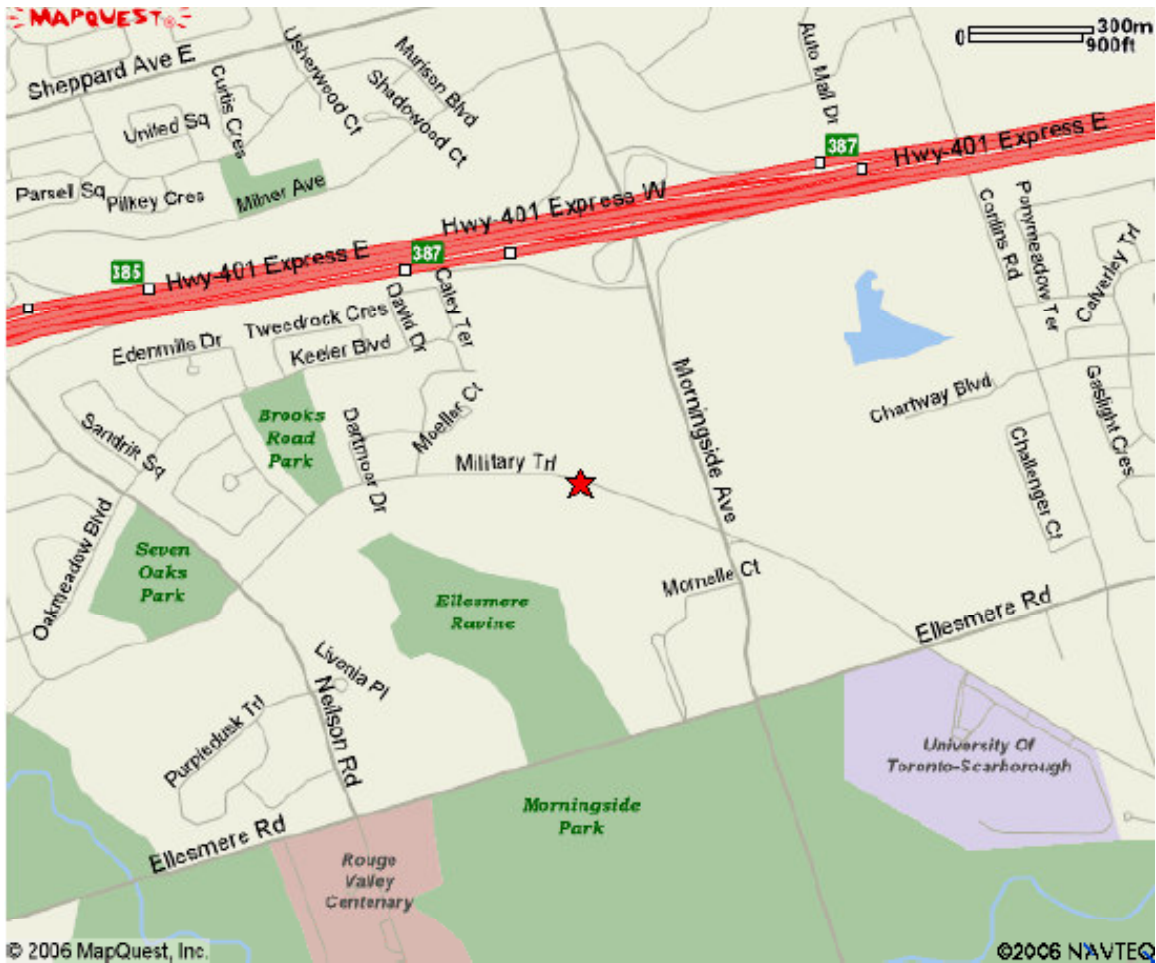 MAPQUEST®
300m
0
900ft
Sheppard Ave E
Usherwood Ct
Murison Blvd
Shadowood Ct
Auto Mall Dr
Curtis Cres
United Sq
387
Hwy-401 Express E
Parsell Sq
Pilkey Cres
Milner Ave
Hwy-401 Express W
Conlins Rd
Ponymeadow Ter
Calverley Trl
387
385
Hwy-401 Express E
David Dr
Caley Ter
Tweedrock Cres
Edenmills Dr
Keeler Blvd
Morningside Ave
Chartway Blvd
Gaslight Cres
Brooks
Road
Park
Sandrift Sq
Dartmoor Dr
Moeller Ct
Military Trl
Challenger Ct
Oakmeadow Blvd
Seven
Oaks
Park
Ellesmere
Ravine
Mornelle Ct
Ellesmere Rd
Livonia Pl
Neilson Rd
Purpledusk Trl
University Of
Toronto-Scarborough
Morningside
Park
Ellesmere Rd
Rouge
Valley
Centenary
© 2006 MapQuest, Inc.
©2006 NAVTEQ